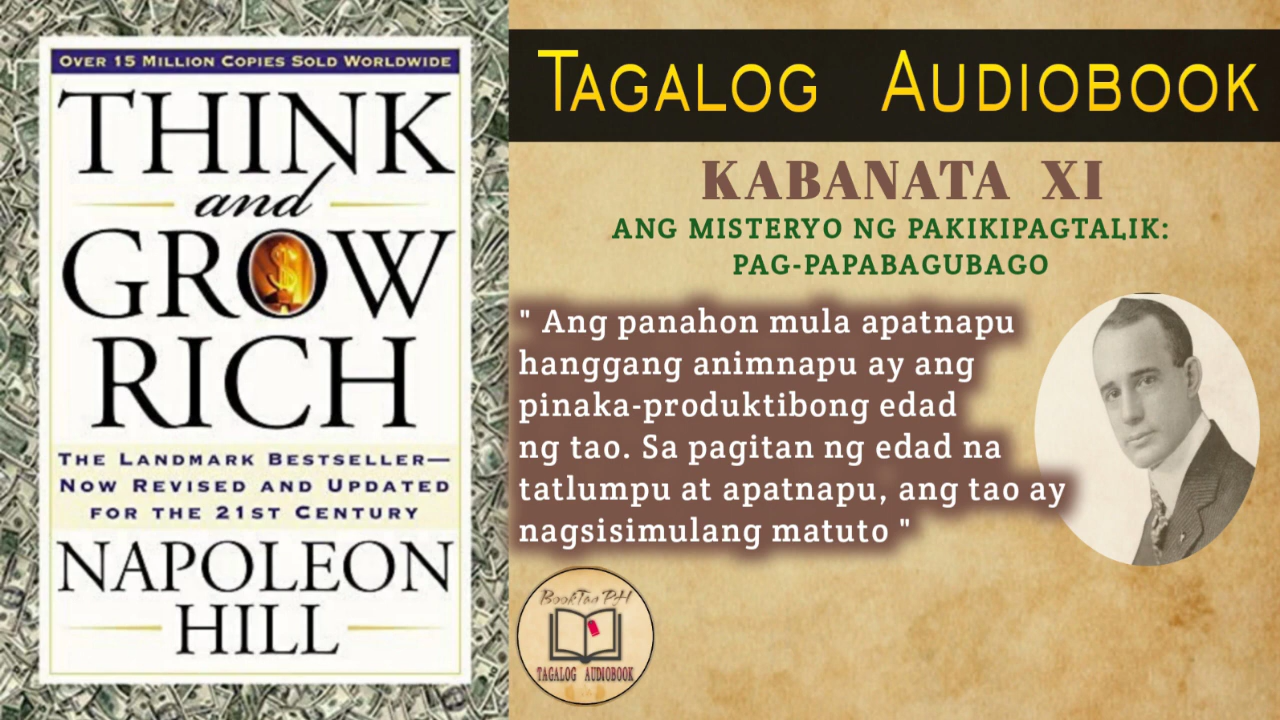 OVER 15 MILLION COPIES SOLD WORLDWIDE
THINK
and
GROW
RICH
THE LANDMARK BESTSELLER—
NOW REVISED AND UPDATED
FOR THE 21ST CENTURY
NAPOLEON
HILL
TAGALOG AUDIOBOOK
KABANATA XI
ANG MISTERYO NG PAKIKIPAGTALIK:
PAG-PAPABAGUBAGO
" Ang panahon mula apatnapu
hanggang animnapu ay ang
pinaka-produktibong edad
ng tao. Sa pagitan ng edad na
tatlumpu at apatnapu, ang tao ay
nagsisimulang matuto "
BookTao PH
TAGALOG AUDIOBOOK